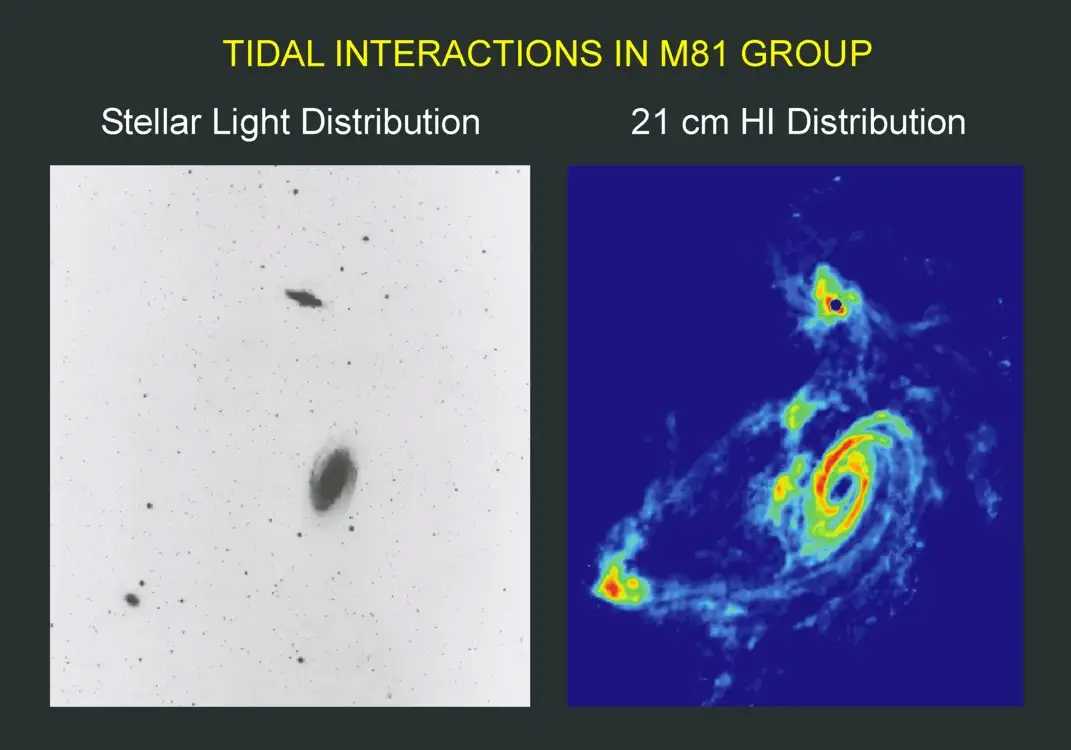 TIDAL INTERACTIONS IN M81 GROUP
Stellar Light Distribution
21 cm HI Distribution